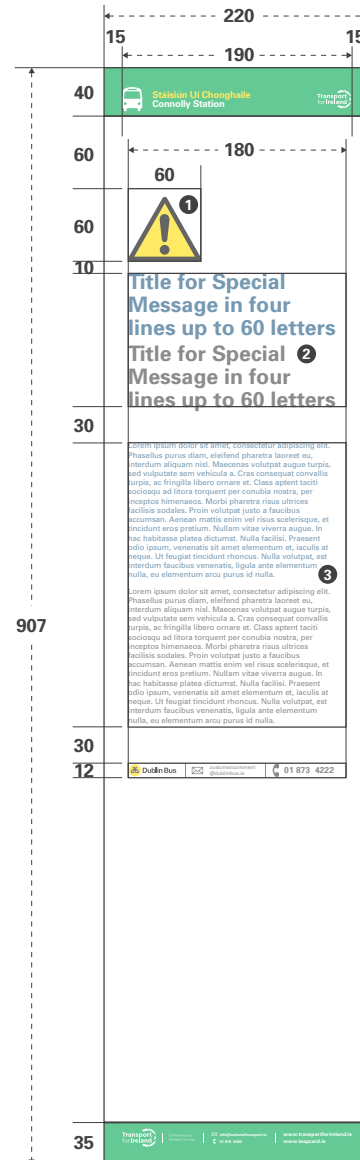 220
15
15
190
40
Stáisiún Uí Chonghaile
Connolly Station
Transport
for Ireland
60
180
60
60
1
10
Title for Special
Message in four
lines up to 60 letters
Title for Special
2
Message in four
lines up to 60 letters
30
Lorem ipsum dolor sit amet, consectetur adipiscing elit.
Phasellus purus diam, eleifend pharetra laoreet eu,
interdum aliquam nisl. Maecenas volutpat augue turpis,
sed vulputate sem vehicula a. Cras consequat convallis
turpis, ac fringilla libero ornare et. Class aptent taciti
sociosqu ad litora torquent per conubia nostra, per
inceptos himenaeos. Morbi pharetra risus ultrices
facilisis sodales. Proin volutpat justo a faucibus
accumsan. Aenean mattis enim vel risus scelerisque, et
tincidunt eros pretium. Nullam vitae viverra augue. In
hac habitasse platea dictumst. Nulla facilisi. Praesent
odio ipsum, venenatis sit amet elementum et, iaculis at
neque. Ut feugiat tincidunt rhoncus. Nulla volutpat, est
interdum faucibus venenatis, ligula ante elementum
nulla, eu elementum arcu purus id nulla.
3
Lorem ipsum dolor sit amet, consectetur adipiscing elit.
Phasellus purus diam, eleifend pharetra laoreet eu,
interdum aliquam nisl. Maecenas volutpat augue turpis,
sed vulputate sem vehicula a. Cras consequat convallis
turpis, ac fringilla libero ornare et. Class aptent taciti
sociosqu ad litora torquent per conubia nostra, per
inceptos himenaeos. Morbi pharetra risus ultrices
facilisis sodales. Proin volutpat justo a faucibus
accumsan. Aenean mattis enim vel risus scelerisque, et
tincidunt eros pretium. Nullam vitae viverra augue. In
hac habitasse platea dictumst. Nulla facilisi. Praesent
odio ipsum, venenatis sit amet elementum et, iaculis at
neque. Ut feugiat tincidunt rhoncus. Nulla volutpat, est
interdum faucibus venenatis, ligula ante elementum
nulla, eu elementum arcu purus id nulla.
907
30
12
Dublin Bus
customercomment
@dublinbus.ie
01 873 4222
35
Transport
for Ireland
www.transportforireland.ie
www.leapcard.ie